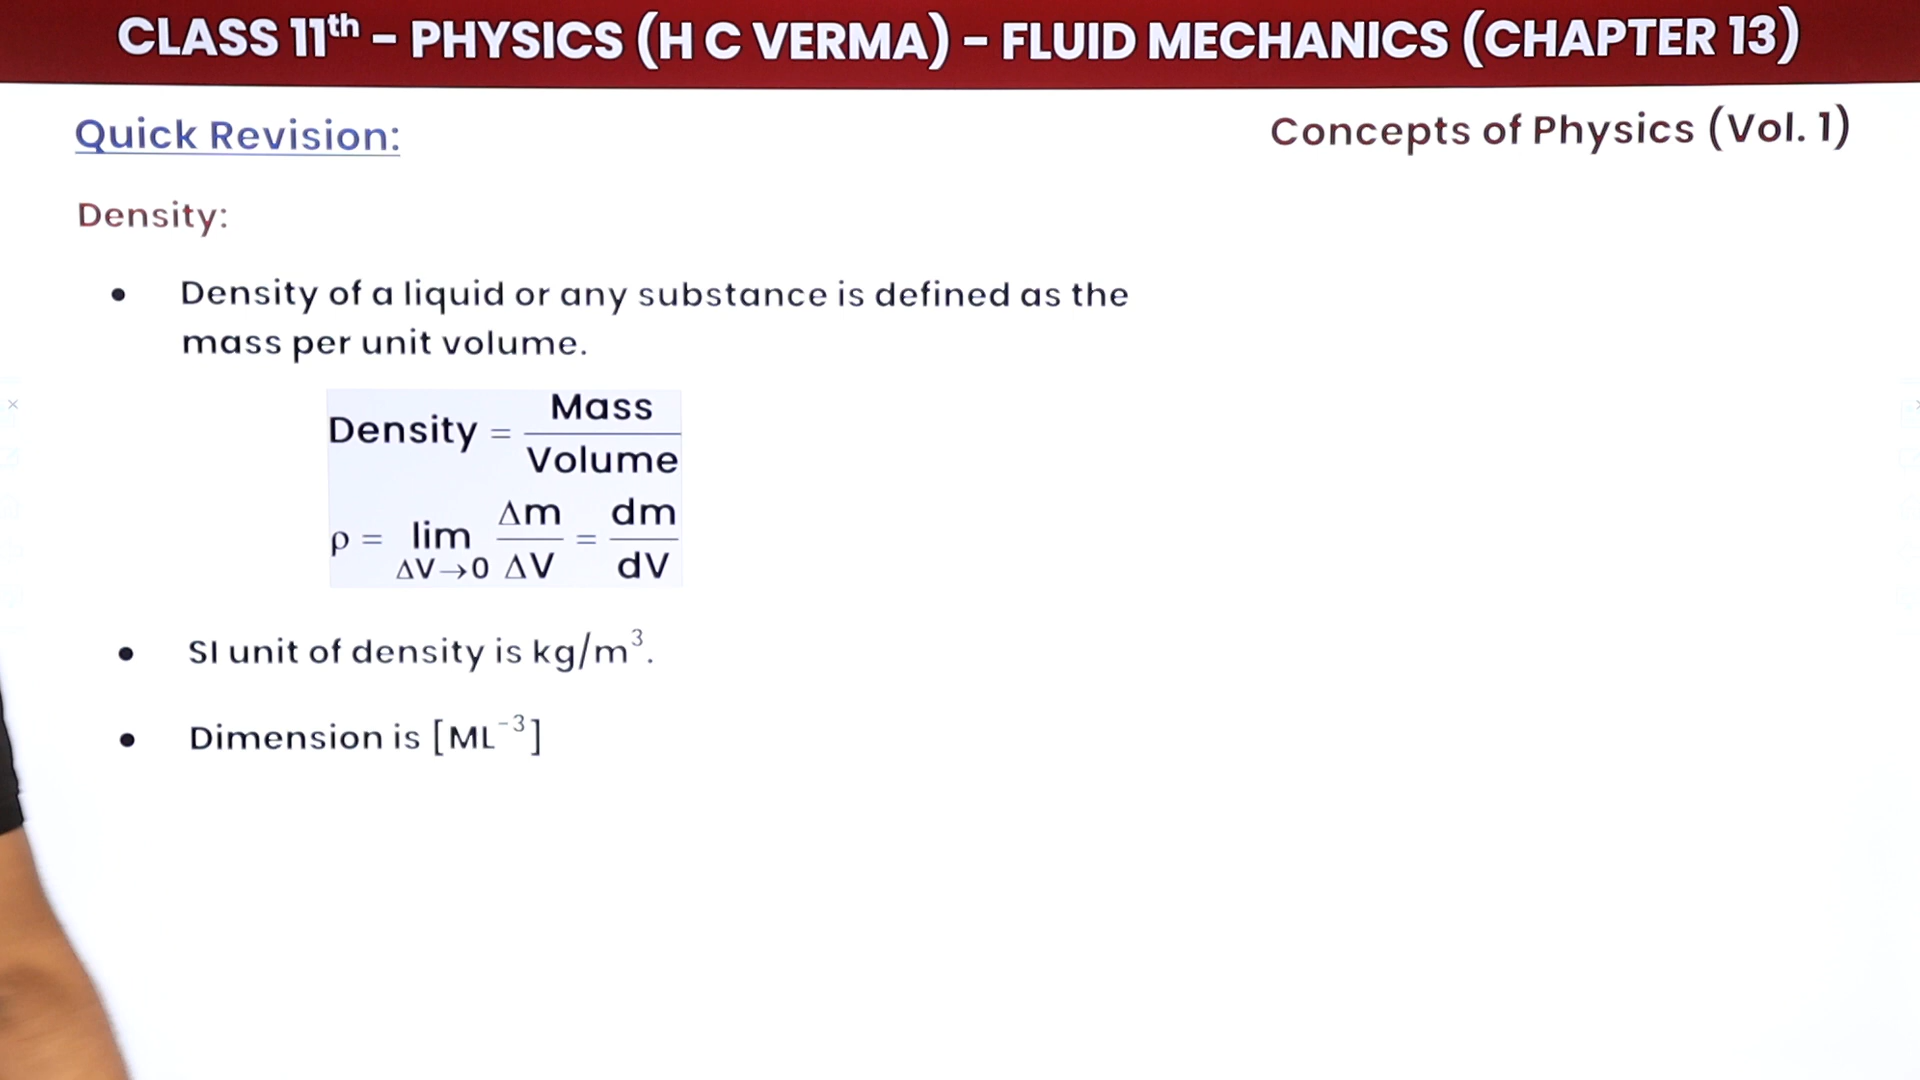 CLASS 11th – PHYSICS (H C VERMA) – FLUID MECHANICS (CHAPTER 13)
Quick Revision:
Concepts of Physics (Vol. 1)
Density:
• Density of a liquid or any substance is defined as the
mass per unit volume.
Density = Mass / Volume
ρ = lim ΔV→0 Δm/ΔV = dm/dV
• SI unit of density is kg/m³.
• Dimension is [ML⁻³]